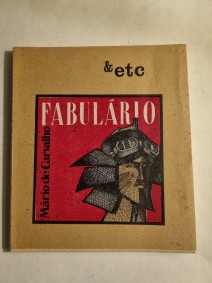 & etc
FABULÁRIO
Mário de Carvalho